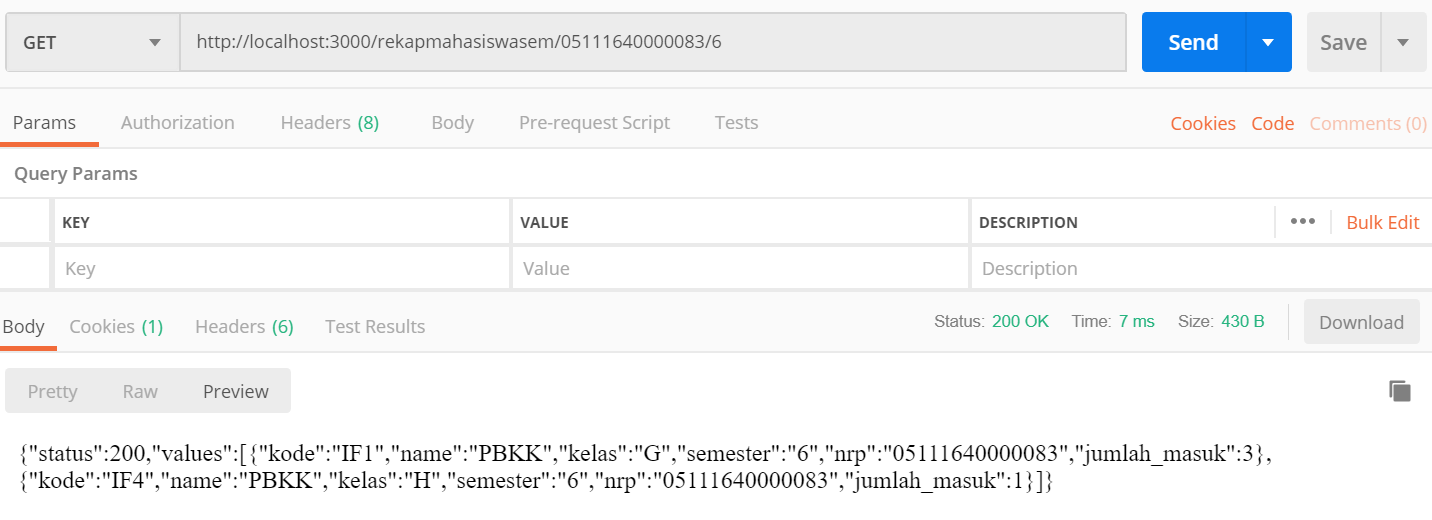 GET http://localhost:3000/rekapmahasiswasem/05111640000083/6 Send Save
Params Authorization Headers (8) Body Pre-request Script Tests Cookies Code Comments (0)
Query Params
KEY VALUE DESCRIPTION ••• Bulk Edit
Key Value Description
Body Cookies (1) Headers (6) Test Results Status: 200 OK Time: 7 ms Size: 430 B Download
Pretty Raw Preview
{"status":200,"values":[{"kode":"IF1","name":"PBKK","kelas":"G","semester":"6","nrp":"05111640000083","jumlah_masuk":3},
{"kode":"IF4","name":"PBKK","kelas":"H","semester":"6","nrp":"05111640000083","jumlah_masuk":1}]}